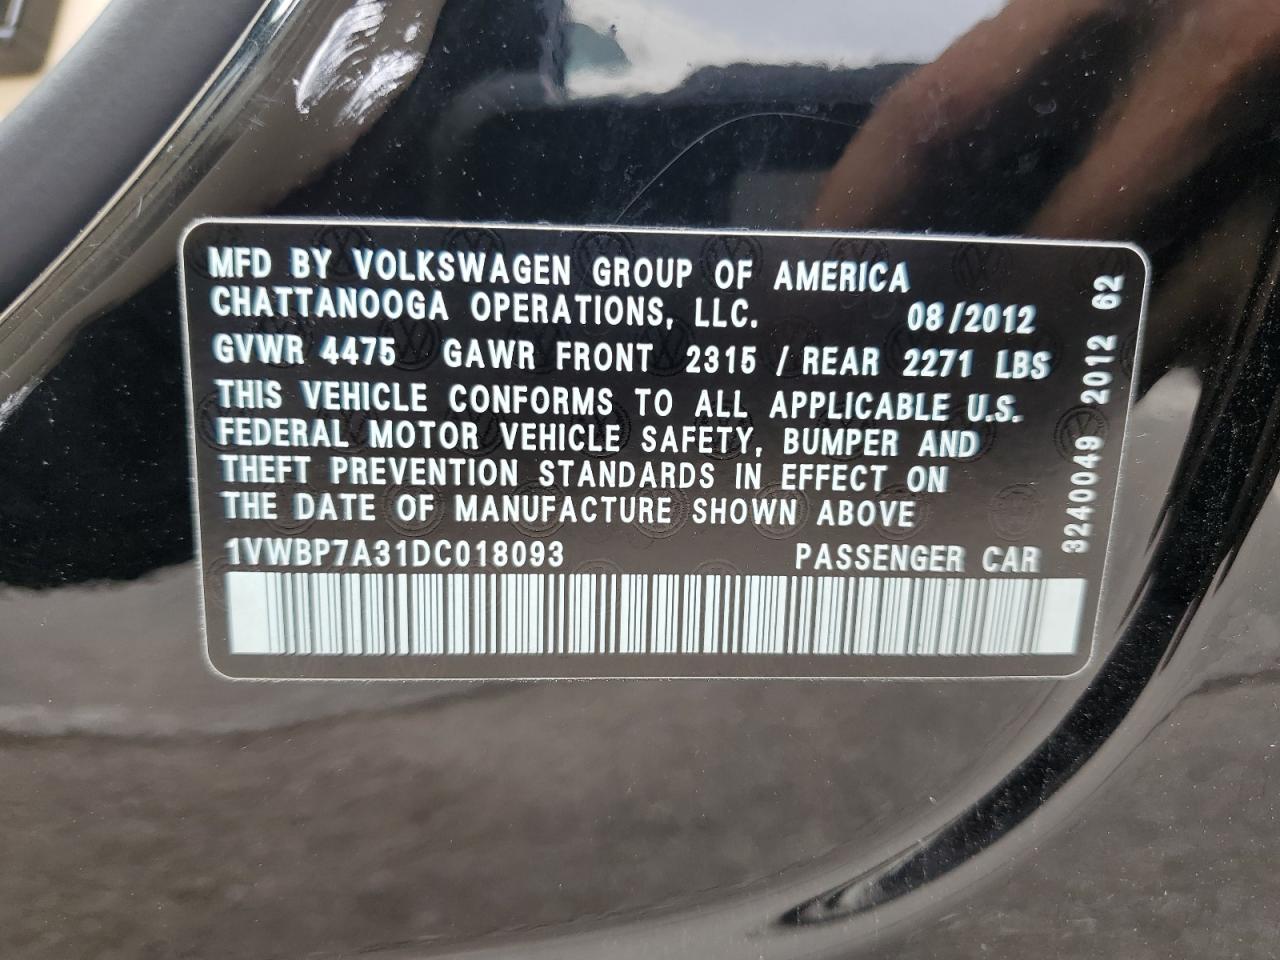 MFD BY VOLKSWAGEN GROUP OF AMERICA
CHATTANOOGA OPERATIONS, LLC. 08/2012
GVWR 4475 GAWR FRONT 2315 / REAR 2271 LBS
THIS VEHICLE CONFORMS TO ALL APPLICABLE U.S.
FEDERAL MOTOR VEHICLE SAFETY, BUMPER AND
THEFT PREVENTION STANDARDS IN EFFECT ON
THE DATE OF MANUFACTURE SHOWN ABOVE
1VWBP7A31DC018093 PASSENGER CAR
3240049 2012 62